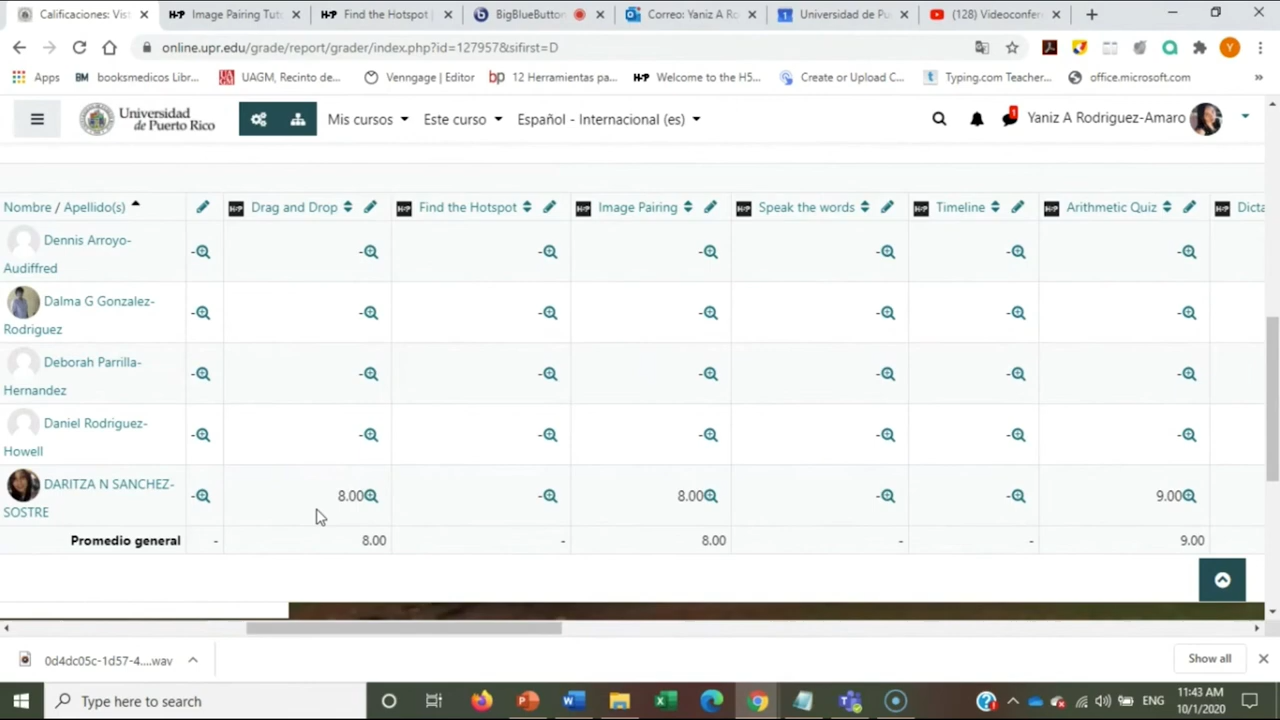 Calificaciones: Vist
H-P Image Pairing Tut
H-P Find the Hotspot
BigBlueButton
Correo: Yaniz A Ro
Universidad de Pu
(128) Videoconfer
online.upr.edu/grade/report/grader/index.php?id=127957&sifirst=D
Y
Apps
BM booksmedicos Libr...
UAGM, Recinto de...
Venngage | Editor
bp 12 Herramientas pa...
H-P Welcome to the H5...
Create or Upload C...
Typing.com Teacher...
office.microsoft.com
»
Universidad de Puerto Rico
Mis cursos
Este curso
Español - Internacional (es)
Yaniz A Rodriguez-Amaro
Nombre / Apellido(s)
Drag and Drop
Find the Hotspot
Image Pairing
Speak the words
Timeline
Arithmetic Quiz
Dicta
Dennis Arroyo-
Audiffred
- - - - - - -
Dalma G Gonzalez-
Rodriguez
- - - - - - -
Deborah Parrilla-
Hernandez
- - - - - - -
Daniel Rodriguez-
Howell
- - - - - - -
DARITZA N SANCHEZ-
SOSTRE
- 8.00 - 8.00 - - 9.00
Promedio general - 8.00 - 8.00 - - 9.00
0d4dc05c-1d57-4....wav
Show all
Type here to search
ENG
11:43 AM
10/1/2020